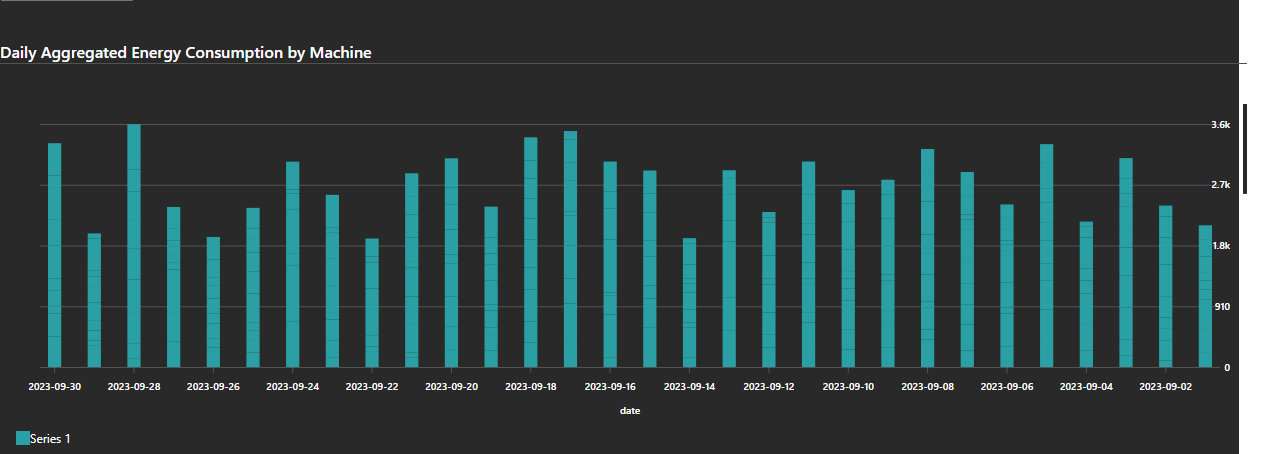 Daily Aggregated Energy Consumption by Machine
3.6k
2.7k
1.8k
910
0
2023-09-30 2023-09-28 2023-09-26 2023-09-24 2023-09-22 2023-09-20 2023-09-18 2023-09-16 2023-09-14 2023-09-12 2023-09-10 2023-09-08 2023-09-06 2023-09-04 2023-09-02
date
Series 1